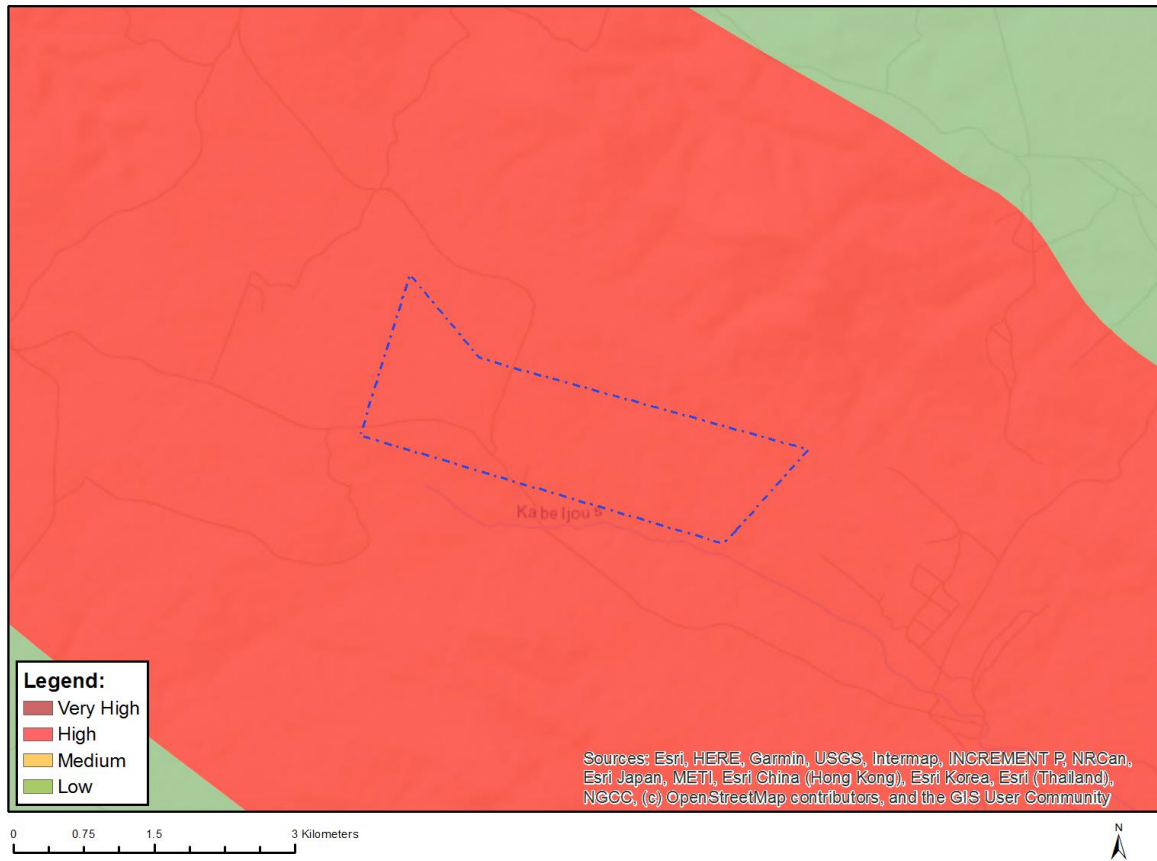 Kabeljous
Legend:
Very High
High
Medium
Low
Sources: Esri, HERE, Garmin, USGS, Intermap, INCREMENT P, NRCan,
Esri Japan, METI, Esri China (Hong Kong), Esri Korea, Esri (Thailand),
NGCC, (c) OpenStreetMap contributors, and the GIS User Community
0 0.75 1.5 3 Kilometers
N